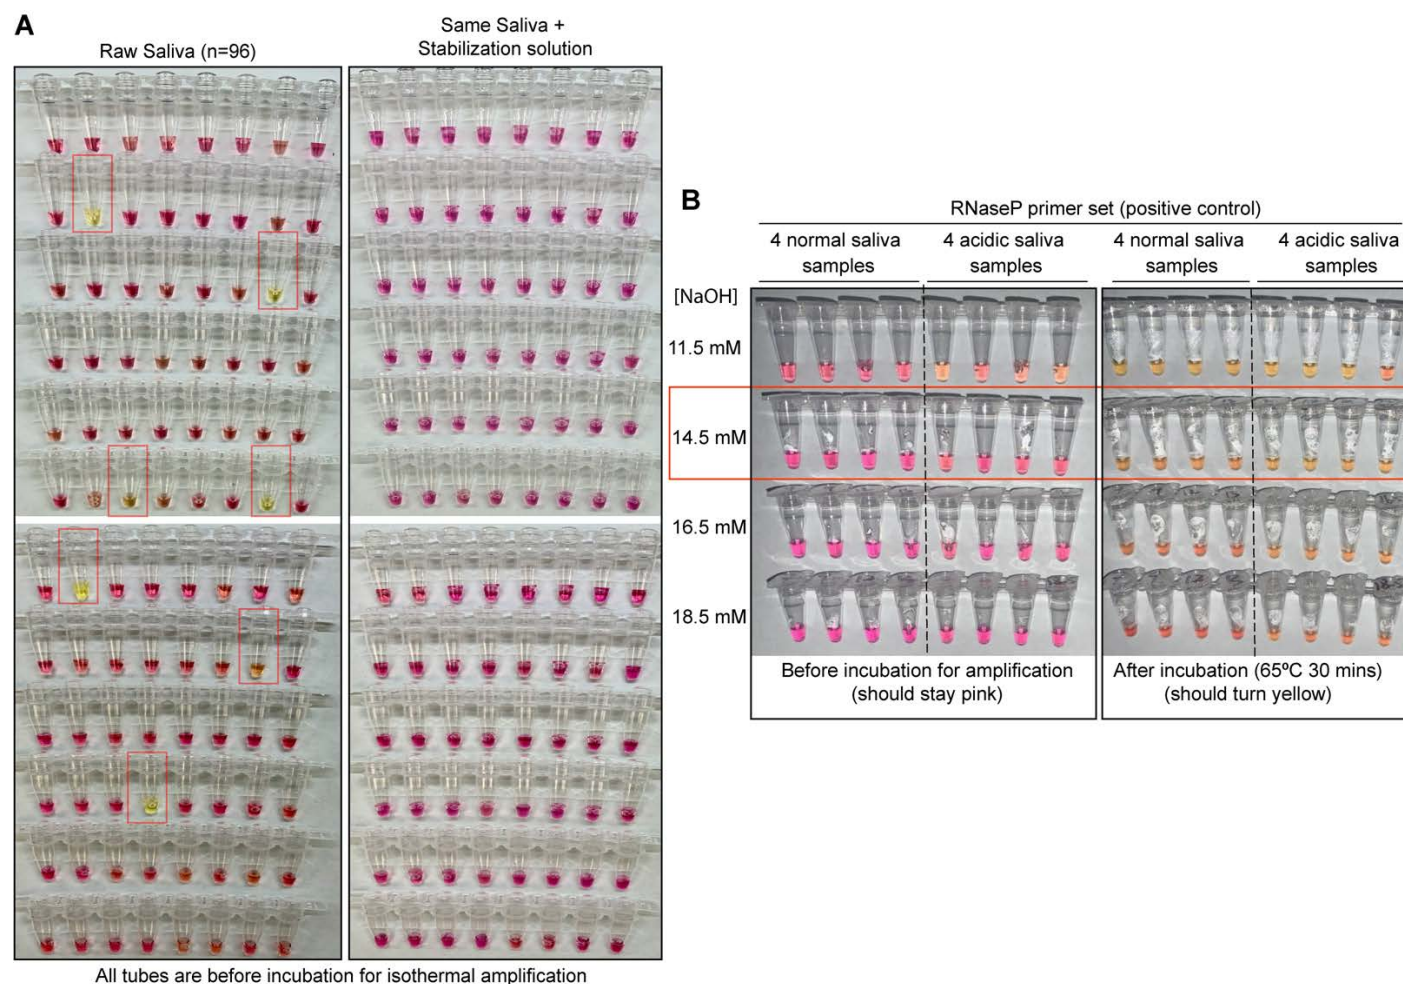 A
Raw Saliva (n=96)
Same Saliva +
Stabilization solution
All tubes are before incubation for isothermal amplification
B
RNaseP primer set (positive control)
4 normal saliva
samples
4 acidic saliva
samples
4 normal saliva
samples
4 acidic saliva
samples
[NaOH]
11.5 mM
14.5 mM
16.5 mM
18.5 mM
Before incubation for amplification
(should stay pink)
After incubation (65ºC 30 mins)
(should turn yellow)